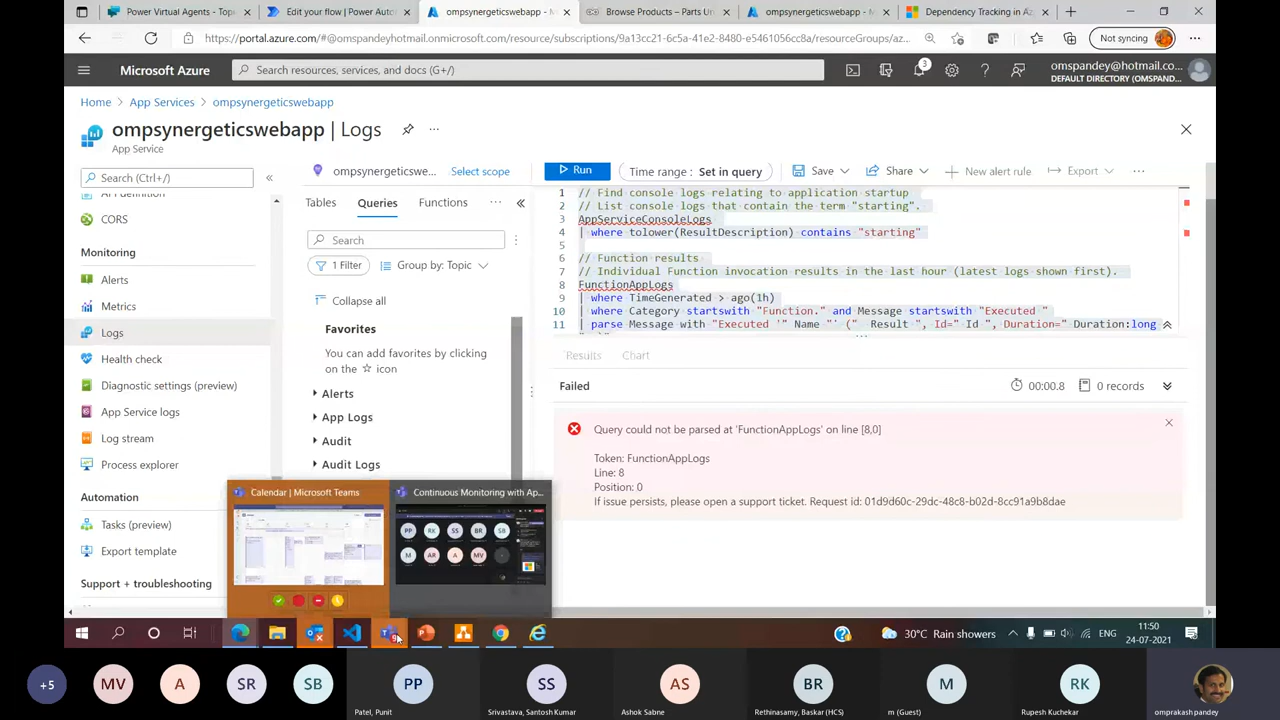 Power Virtual Agents - Topi
Edit your flow | Power Autom
ompsynergeticswebapp - M
Browse Products – Parts Unl
ompsynergeticswebapp - M
Dependency Tracking in Az
https://portal.azure.com/#@omspandeyhotmail.onmicrosoft.com/resource/subscriptions/9a13cc21-6c5a-41e2-8480-e5461056cc8a/resourceGroups/az...
Not syncing
Microsoft Azure
Search resources, services, and docs (G+/)
3
omspandey@hotmail.co...
DEFAULT DIRECTORY (OMSPAND...
Home > App Services > ompsynergeticswebapp
ompsynergeticswebapp | Logs
App Service
Search (Ctrl+/)
API definition
CORS
Monitoring
Alerts
Metrics
Logs
Health check
Diagnostic settings (preview)
App Service logs
Log stream
Process explorer
Automation
Tasks (preview)
Export template
Support + troubleshooting
ompsynergeticswe...
Select scope
Tables
Queries
Functions
Search
1 Filter
Group by: Topic
Collapse all
Favorites
You can add favorites by clicking
on the ☆ icon
Alerts
App Logs
Audit
Audit Logs
Run
Time range : Set in query
Save
Share
New alert rule
Export
1 // Find console logs relating to application startup
2 // List console logs that contain the term "starting".
3 AppServiceConsoleLogs
4 | where tolower(ResultDescription) contains "starting"
5
6 // Function results
7 // Individual Function invocation results in the last hour (latest logs shown first).
8 FunctionAppLogs
9 | where TimeGenerated > ago(1h)
10 | where Category startswith "Function." and Message startswith "Executed "
11 | parse Message with "Executed '" Name "' (" Result ", Id=" Id ", Duration=" Duration:long
Results
Chart
Failed
00:00.8
0 records
Query could not be parsed at 'FunctionAppLogs' on line [8,0]
Token: FunctionAppLogs
Line: 8
Position: 0
If issue persists, please open a support ticket. Request id: 01d9d60c-29dc-48c8-b02d-8cc91a9b8dae
Calendar | Microsoft Teams
Continuous Monitoring with Ap...
PP RK SS BR SB
M AR A MV
30°C Rain showers
ENG
11:50
24-07-2021
+5
MV
A
SR
SB
PP
SS
AS
BR
M
RK
Patel, Punit
Srivastava, Santosh Kumar
Ashok Sabne
Rethinasamy, Baskar (HCS)
m (Guest)
Rupesh Kuchekar
omprakash pandey